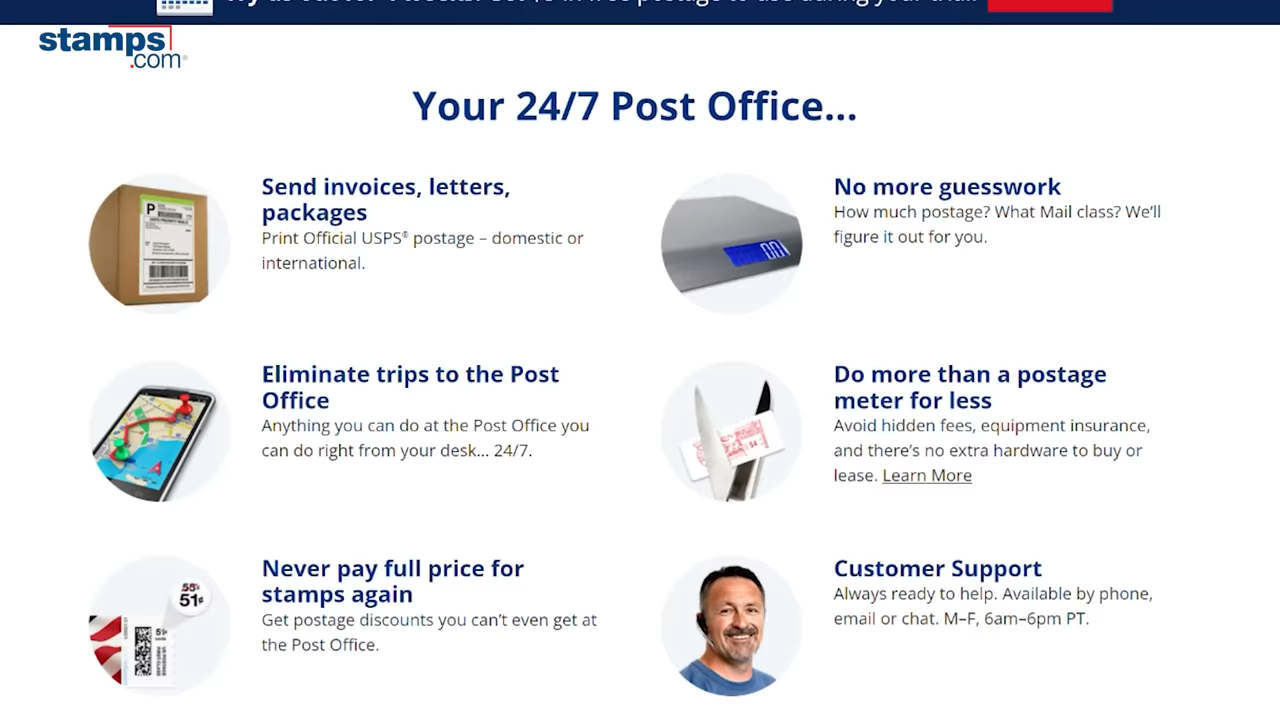 stamps
.com®
Your 24/7 Post Office...
Send invoices, letters,
packages
Print Official USPS® postage – domestic or
international.
No more guesswork
How much postage? What Mail class? We'll
figure it out for you.
P
0.0
Eliminate trips to the Post
Office
Anything you can do at the Post Office you
can do right from your desk... 24/7.
Do more than a postage
meter for less
Avoid hidden fees, equipment insurance,
and there's no extra hardware to buy or
lease. Learn More
Never pay full price for
stamps again
Get postage discounts you can't even get at
the Post Office.
55¢
51¢
Customer Support
Always ready to help. Available by phone,
email or chat. M–F, 6am–6pm PT.